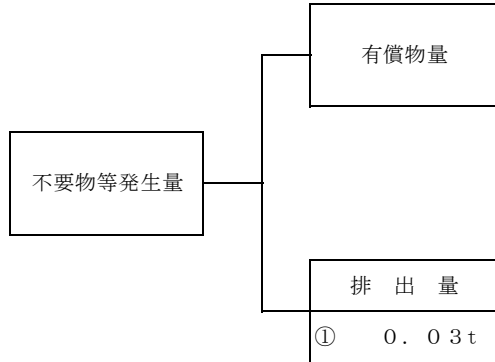 有償物量
不要物等発生量
排　出　量
①　　０．０３ｔ